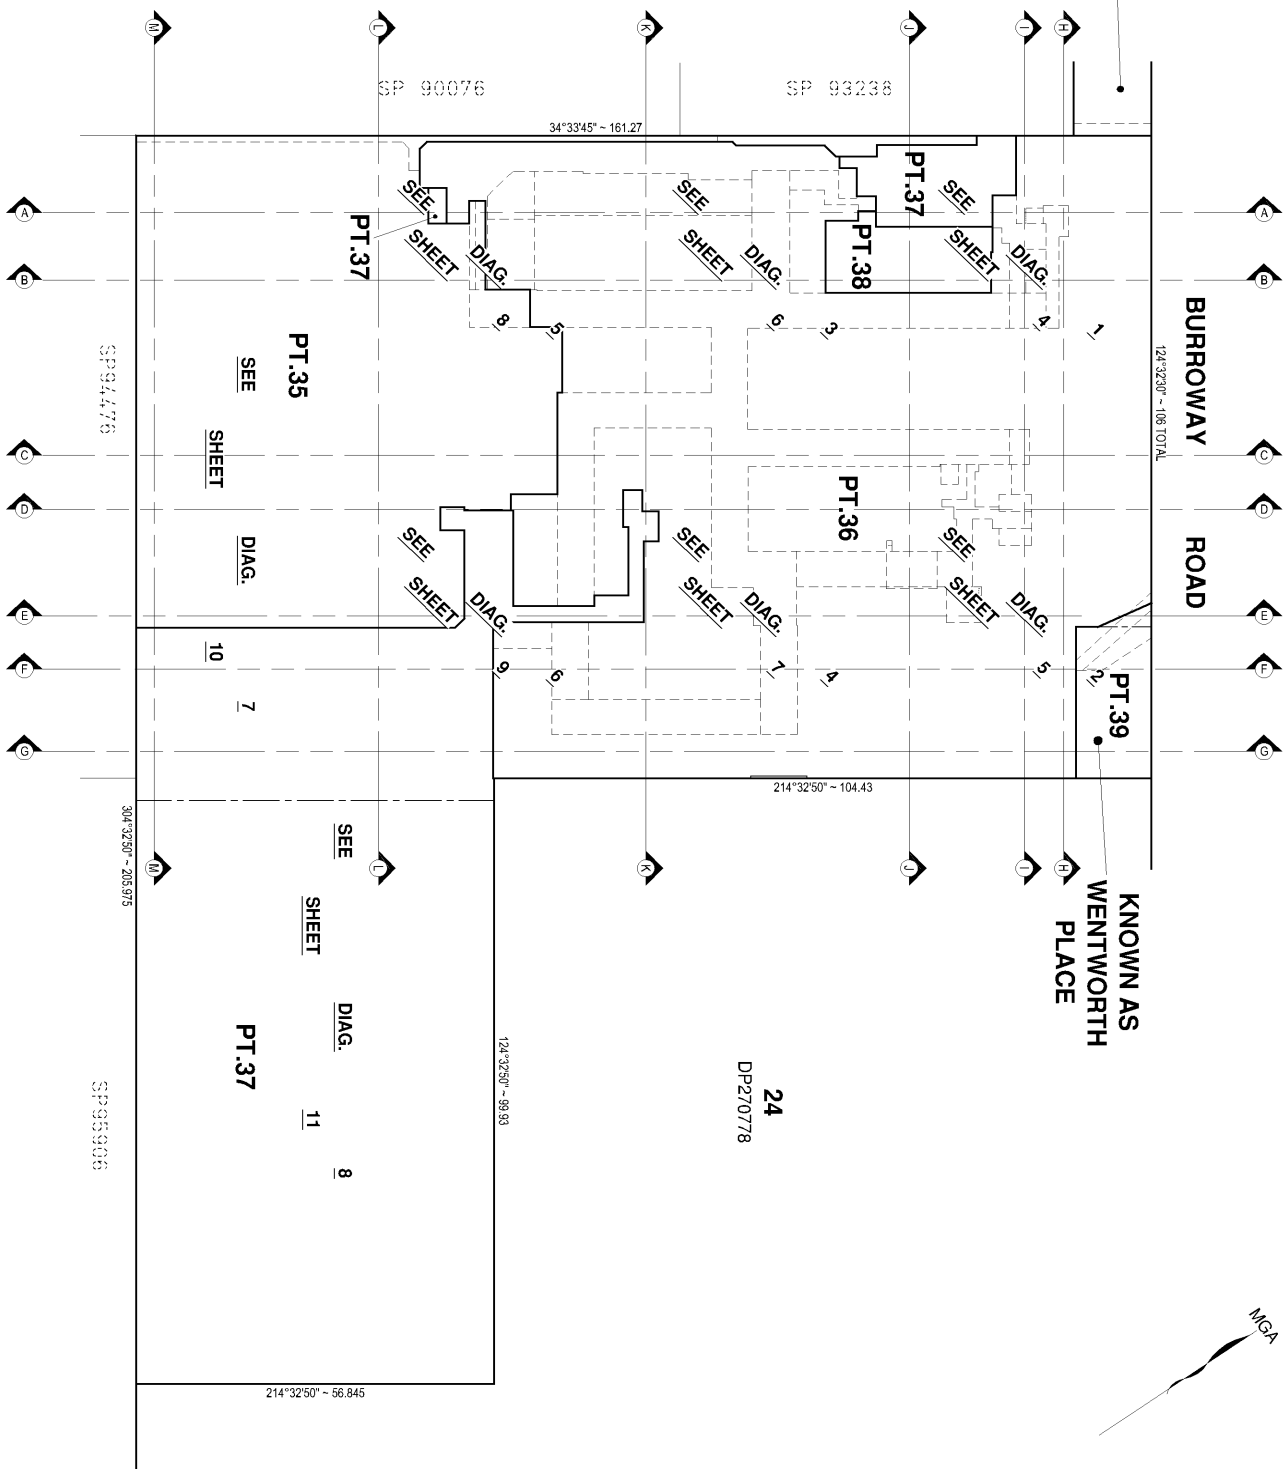 M
L
K
J
I
H
SP 90076
SP 93238
34°33'45" ~ 161.27
A
A
B
B
C
C
D
D
E
E
F
F
G
G
PT.37
PT.38
PT.37
SEE
SHEET
DIAG.
8
5
SEE
SHEET
DIAG.
6
3
SEE
SHEET
DIAG.
4
1
BURROWAY ROAD
124°32'30" ~ 106 TOTAL
PT.35
SEE
SHEET
DIAG.
10
7
SP94476
PT.36
SEE
SHEET
DIAG.
9
6
SEE
SHEET
DIAG.
7
4
SEE
SHEET
DIAG.
5
2
PT.39
KNOWN AS
WENTWORTH
PLACE
214°32'50" ~ 104.43
M
L
K
J
I
H
304°32'50" ~ 205.975
SEE
SHEET
DIAG.
11
8
PT.37
124°32'50" ~ 99.93
24
DP270778
SP95906
214°32'50" ~ 56.845
MGA